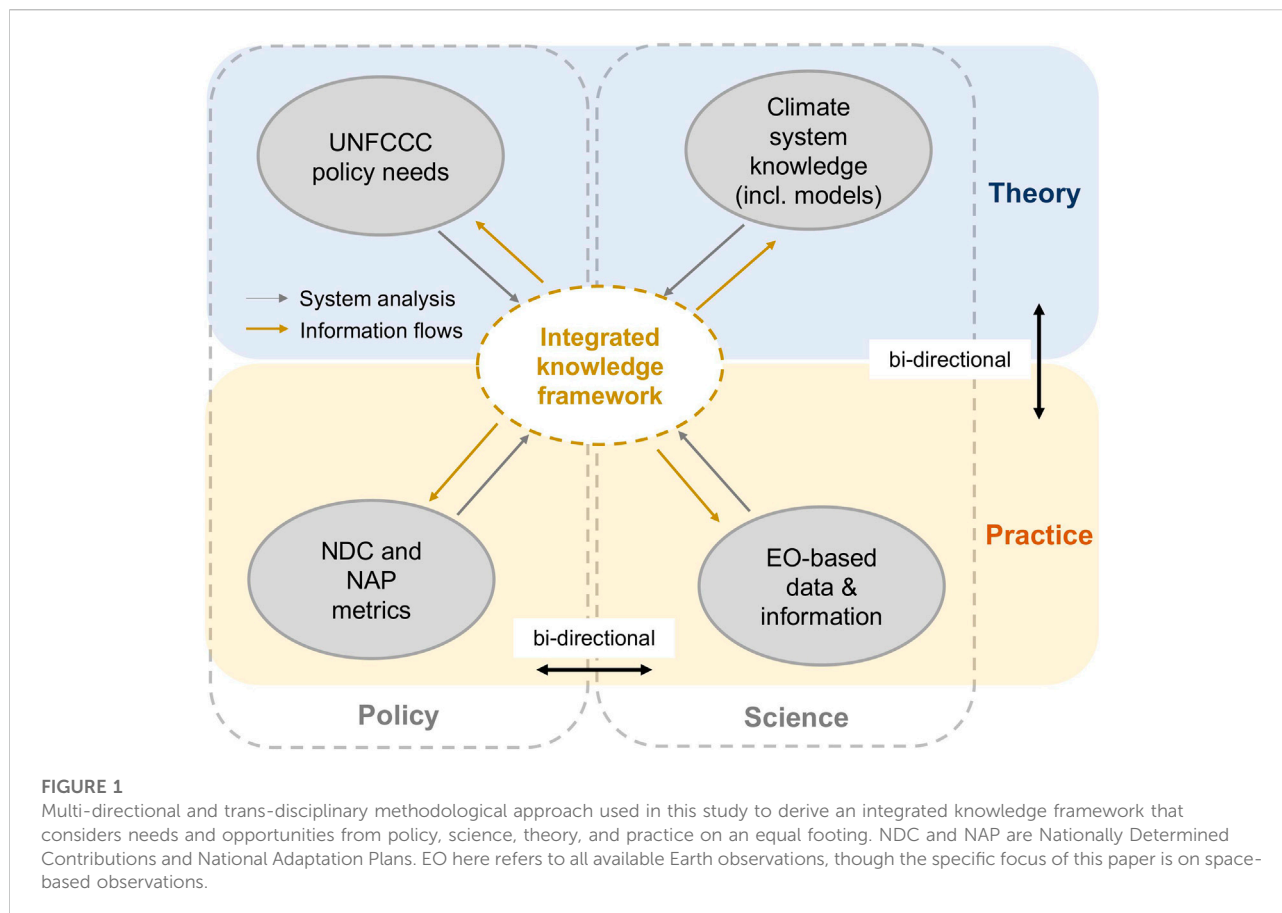 UNFCCC
policy needs
Climate
system
knowledge
(incl. models)
Theory
System analysis
Information flows
Integrated
knowledge
framework
bi-directional
NDC and
NAP
metrics
EO-based
data &
information
Practice
bi-directional
Policy
Science
FIGURE 1
Multi-directional and trans-disciplinary methodological approach used in this study to derive an integrated knowledge framework that
considers needs and opportunities from policy, science, theory, and practice on an equal footing. NDC and NAP are Nationally Determined
Contributions and National Adaptation Plans. EO here refers to all available Earth observations, though the specific focus of this paper is on space-
based observations.